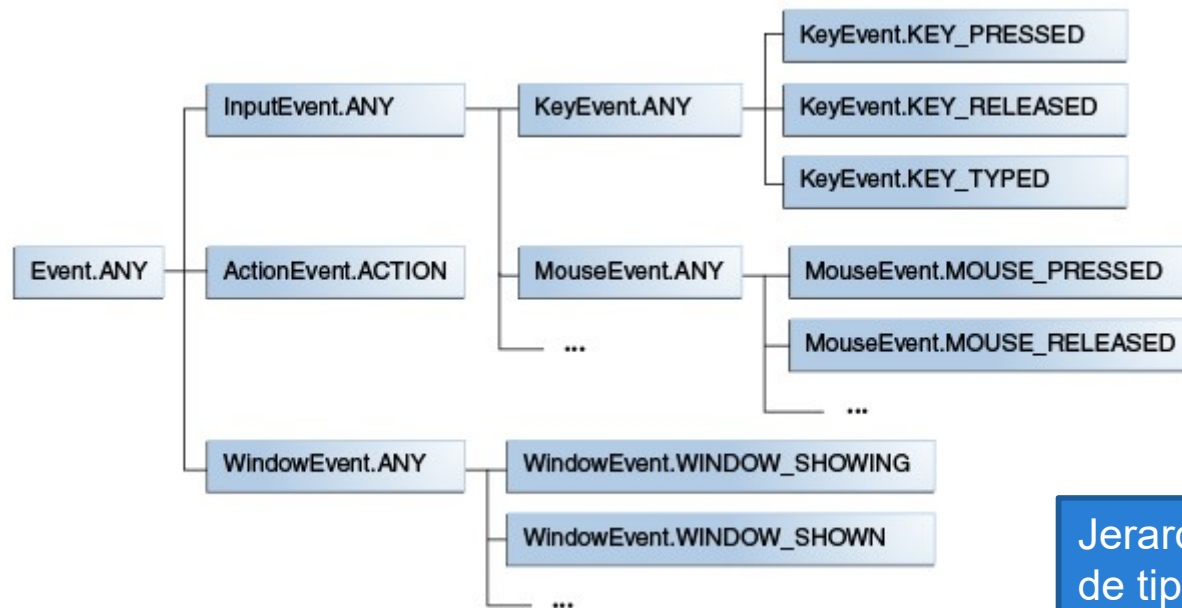 KeyEvent.KEY_PRESSED
InputEvent.ANY
KeyEvent.ANY
KeyEvent.KEY_RELEASED
KeyEvent.KEY_TYPED
Event.ANY
ActionEvent.ACTION
MouseEvent.ANY
MouseEvent.MOUSE_PRESSED
...
MouseEvent.MOUSE_RELEASED
...
WindowEvent.ANY
WindowEvent.WINDOW_SHOWING
WindowEvent.WINDOW_SHOWN
...
de